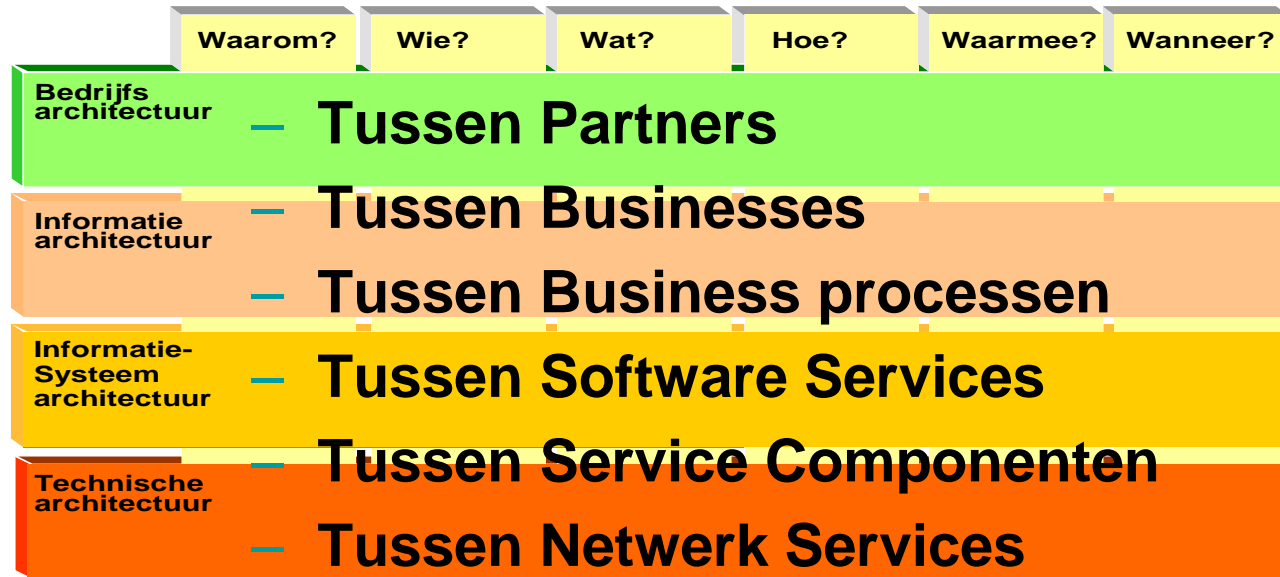 Waarom? Wie? Wat? Hoe? Waarmee? Wanneer?
Bedrijfs
architectuur
– Tussen Partners
– Tussen Businesses
Informatie
architectuur
– Tussen Business processen
Informatie-
Systeem
architectuur
– Tussen Software Services
– Tussen Service Componenten
Technische
architectuur
– Tussen Netwerk Services